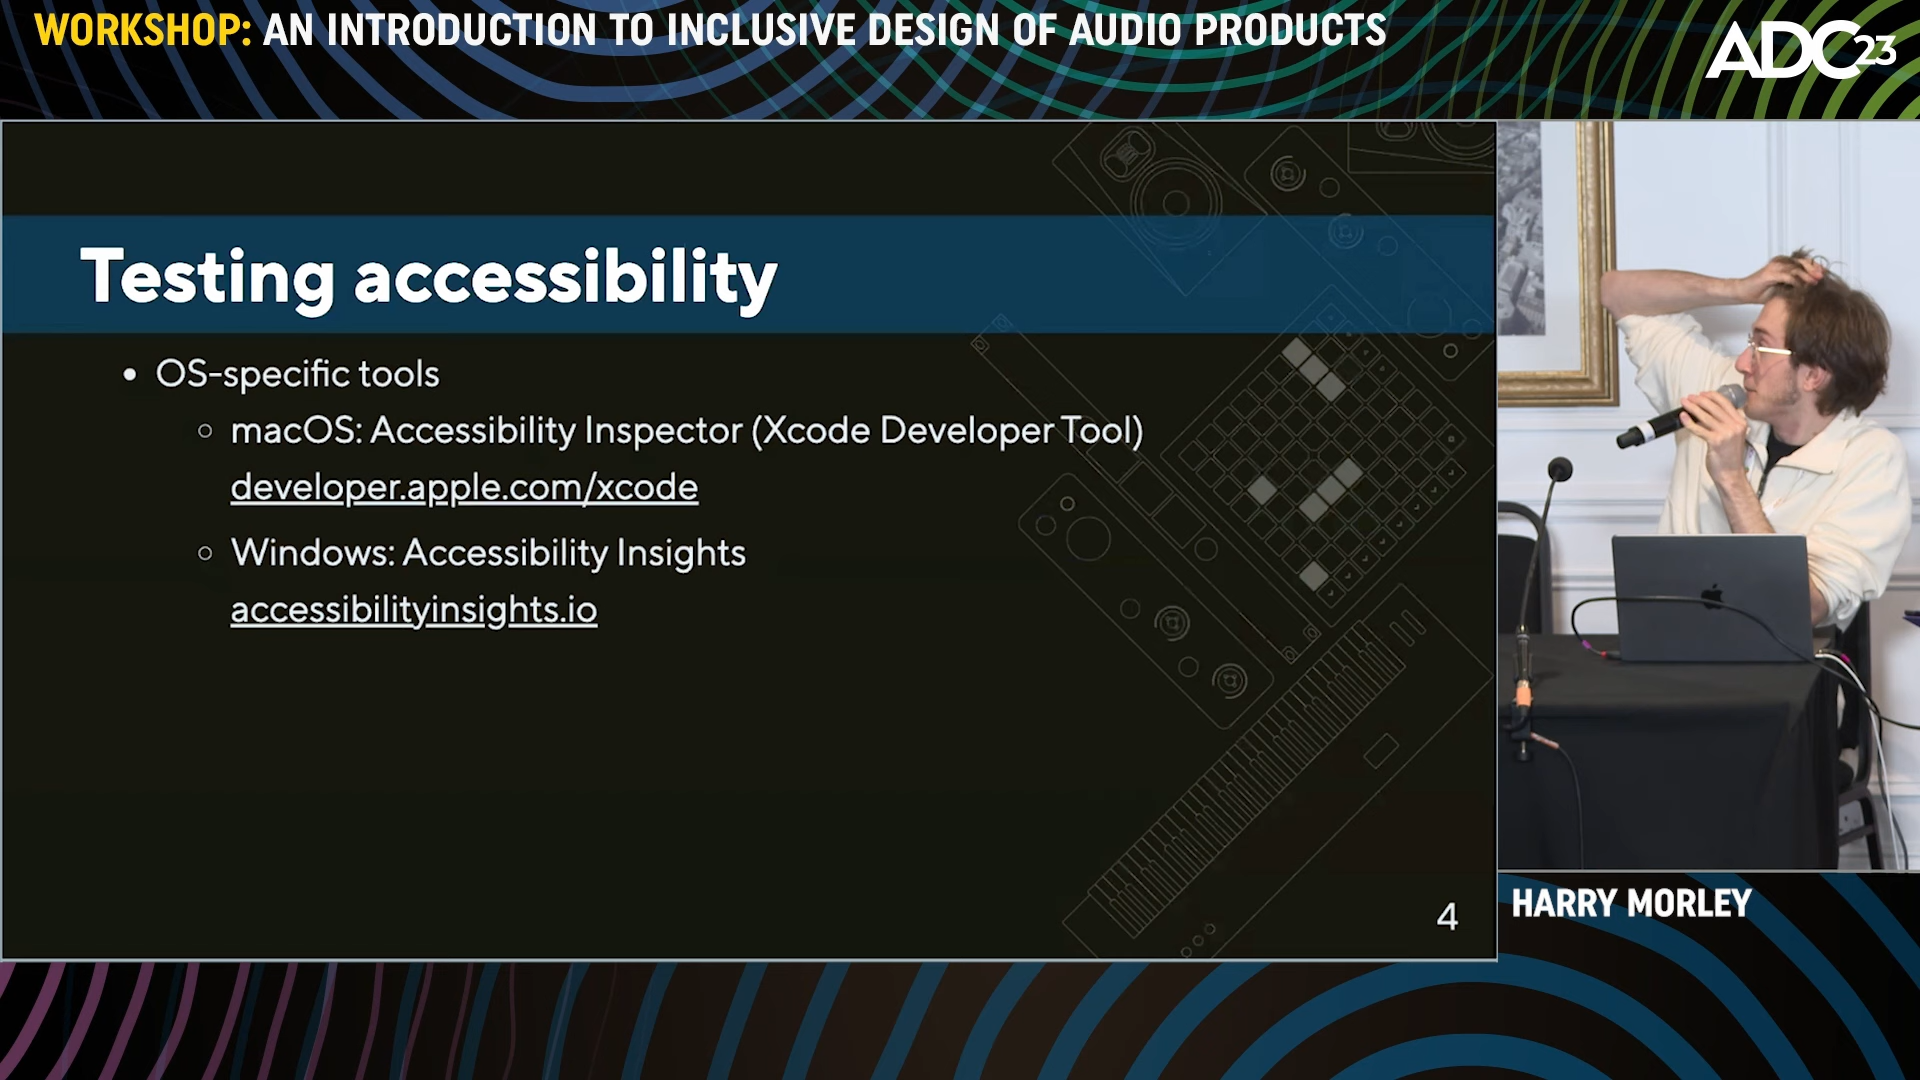 WORKSHOP: AN INTRODUCTION TO INCLUSIVE DESIGN OF AUDIO PRODUCTS
ADC23
Testing accessibility
• OS-specific tools
○ macOS: Accessibility Inspector (Xcode Developer Tool)
developer.apple.com/xcode
○ Windows: Accessibility Insights
accessibilityinsights.io
4
HARRY MORLEY